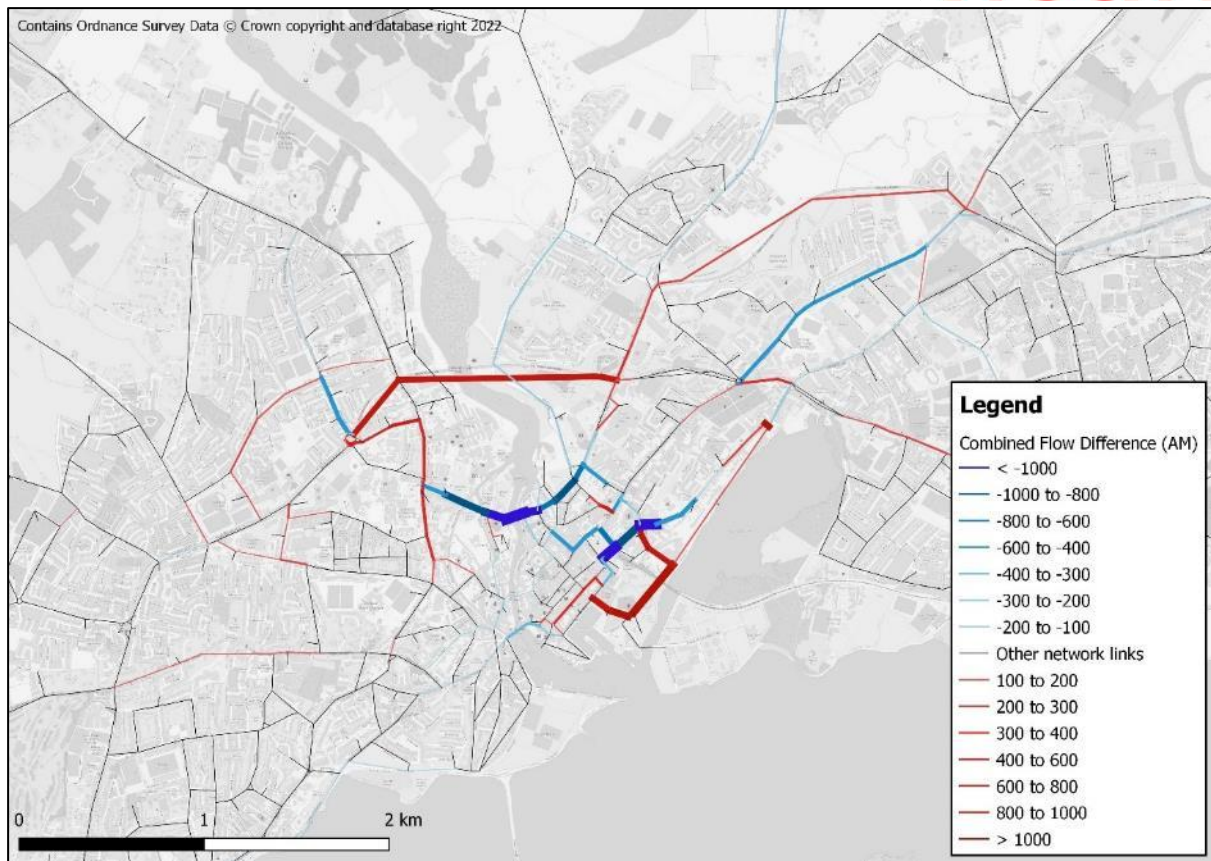 Contains Ordnance Survey Data © Crown copyright and database right 2022
Legend
Combined Flow Difference (AM)
< -1000
-1000 to -800
-800 to -600
-600 to -400
-400 to -300
-300 to -200
-200 to -100
Other network links
100 to 200
200 to 300
300 to 400
400 to 600
600 to 800
800 to 1000
> 1000
0 1 2 km